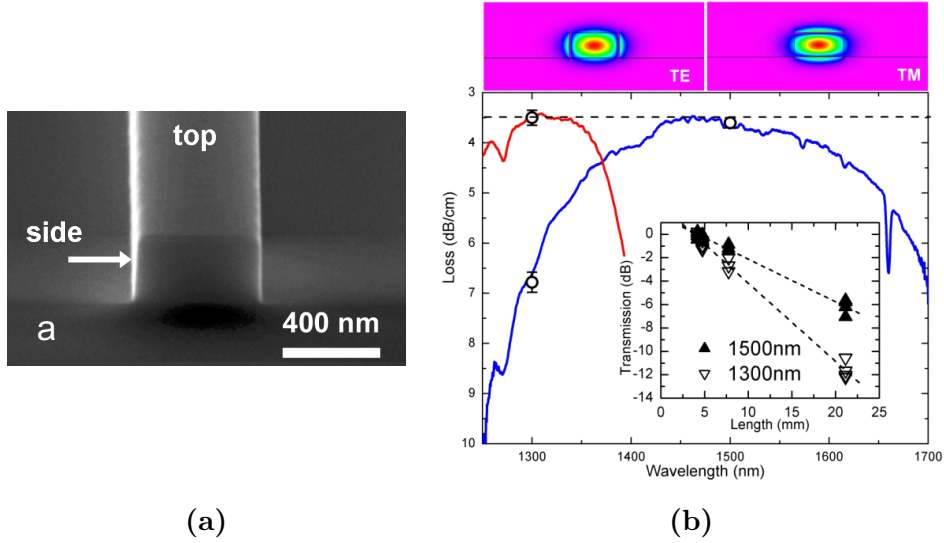 top
side
a
400 nm
(a)
TE
TM
3
4
5
6
7
8
9
10
Loss (dB/cm)
1300
1400
1500
1600
1700
Wavelength (nm)
0
-2
-4
-6
-8
-10
-12
-14
Transmission (dB)
1500nm
1300nm
0
5
10
15
20
25
Length (mm)
(b)